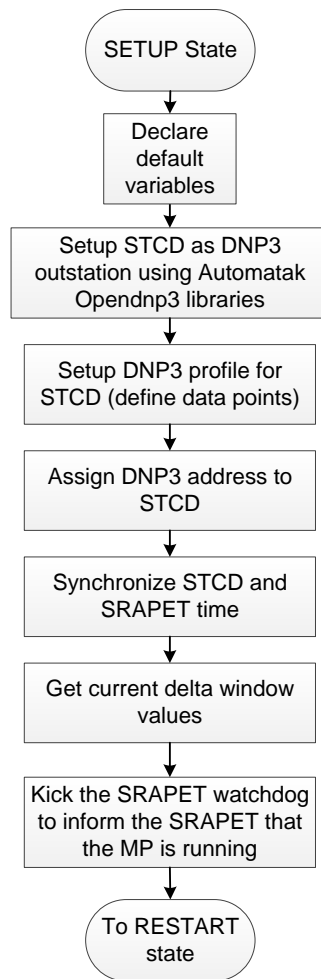 SETUP State
Declare
default
variables
Setup STCD as DNP3
outstation using Automatak
Opendnp3 libraries
Setup DNP3 profile for
STCD (define data points)
Assign DNP3 address to
STCD
Synchronize STCD and
SRAPET time
Get current delta window
values
Kick the SRAPET watchdog
to inform the SRAPET that
the MP is running
To RESTART
state